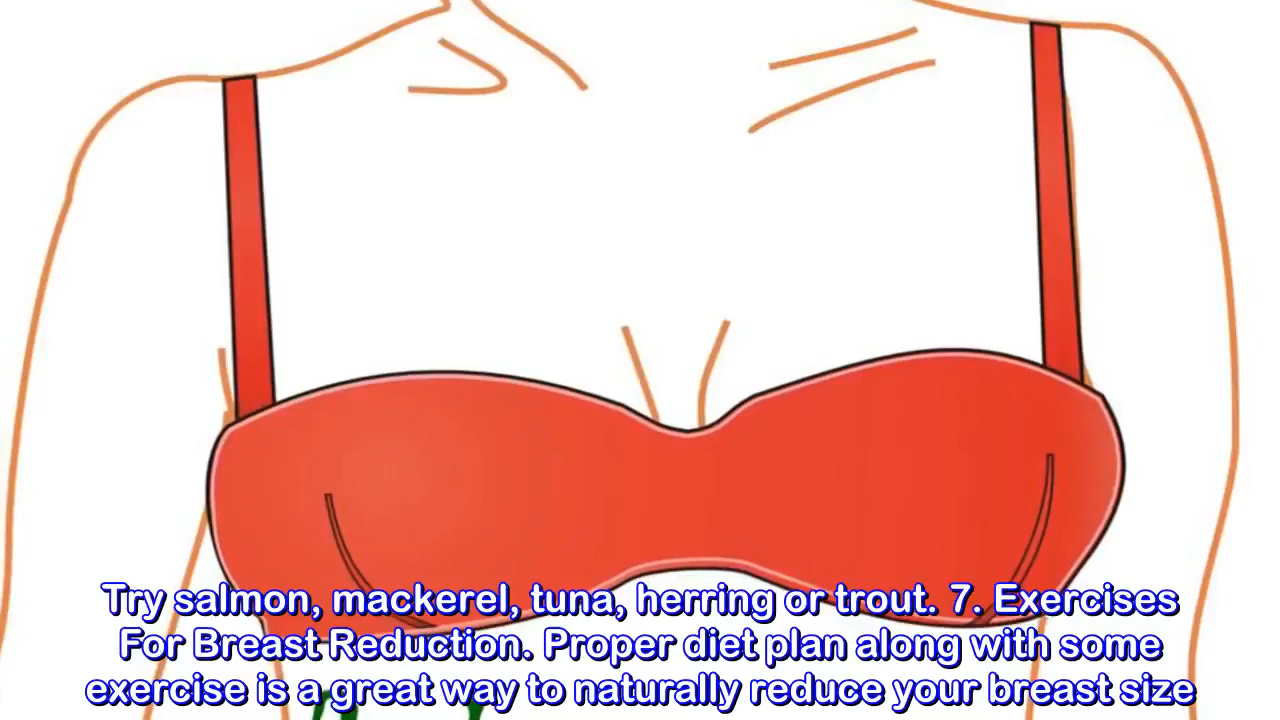 Try salmon, mackerel, tuna, herring or trout. 7. Exercises
For Breast Reduction. Proper diet plan along with some
exercise is a great way to naturally reduce your breast size